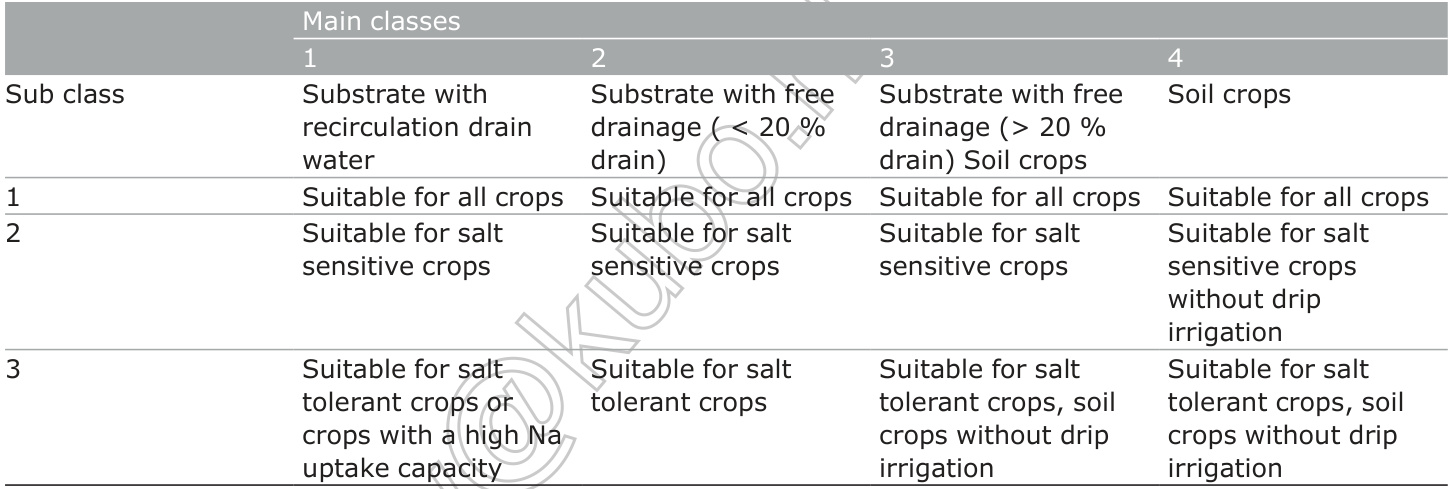 Main classes
1 2 3 4
Sub class
Substrate with
recirculation drain
water
Substrate with free
drainage ( < 20 %
drain)
Substrate with free
drainage (> 20 %
drain) Soil crops
Soil crops
1 Suitable for all crops Suitable for all crops Suitable for all crops Suitable for all crops
2
Suitable for salt
sensitive crops
Suitable for salt
sensitive crops
Suitable for salt
sensitive crops
Suitable for salt
sensitive crops
without drip
irrigation
3
Suitable for salt
tolerant crops or
crops with a high Na
uptake capacity
Suitable for salt
tolerant crops
Suitable for salt
tolerant crops, soil
crops without drip
irrigation
Suitable for salt
tolerant crops, soil
crops without drip
irrigation